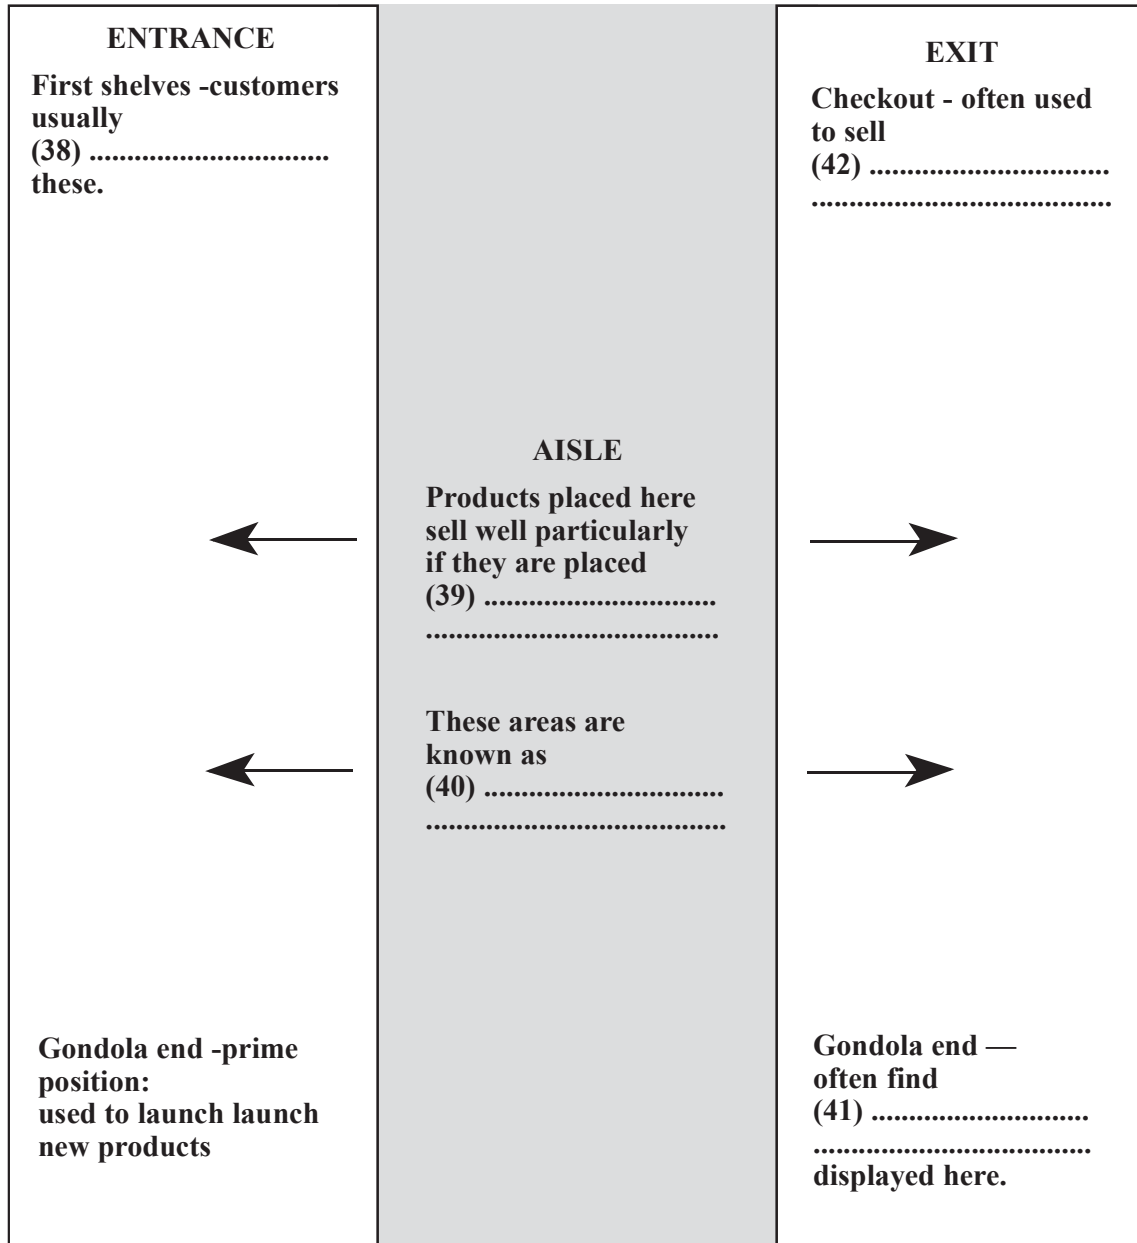 ENTRANCE
First shelves -customers
usually
(38) ................................
these.
Gondola end -prime
position:
used to launch launch
new products
AISLE
Products placed here
sell well particularly
if they are placed
(39) ...............................
.......................................
These areas are
known as
(40) ................................
........................................
EXIT
Checkout - often used
to sell
(42) ................................
........................................
Gondola end —
often find
(41) .............................
.....................................
displayed here.